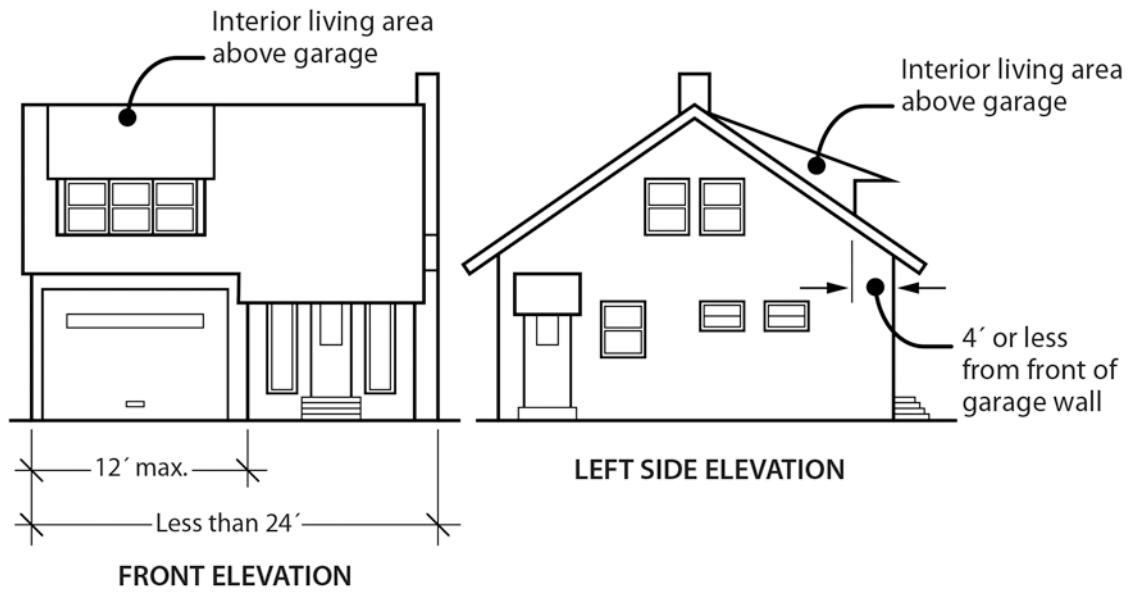 Interior living area
above garage
Interior living area
above garage
4´ or less
from front of
garage wall
12´ max.
Less than 24´
LEFT SIDE ELEVATION
FRONT ELEVATION